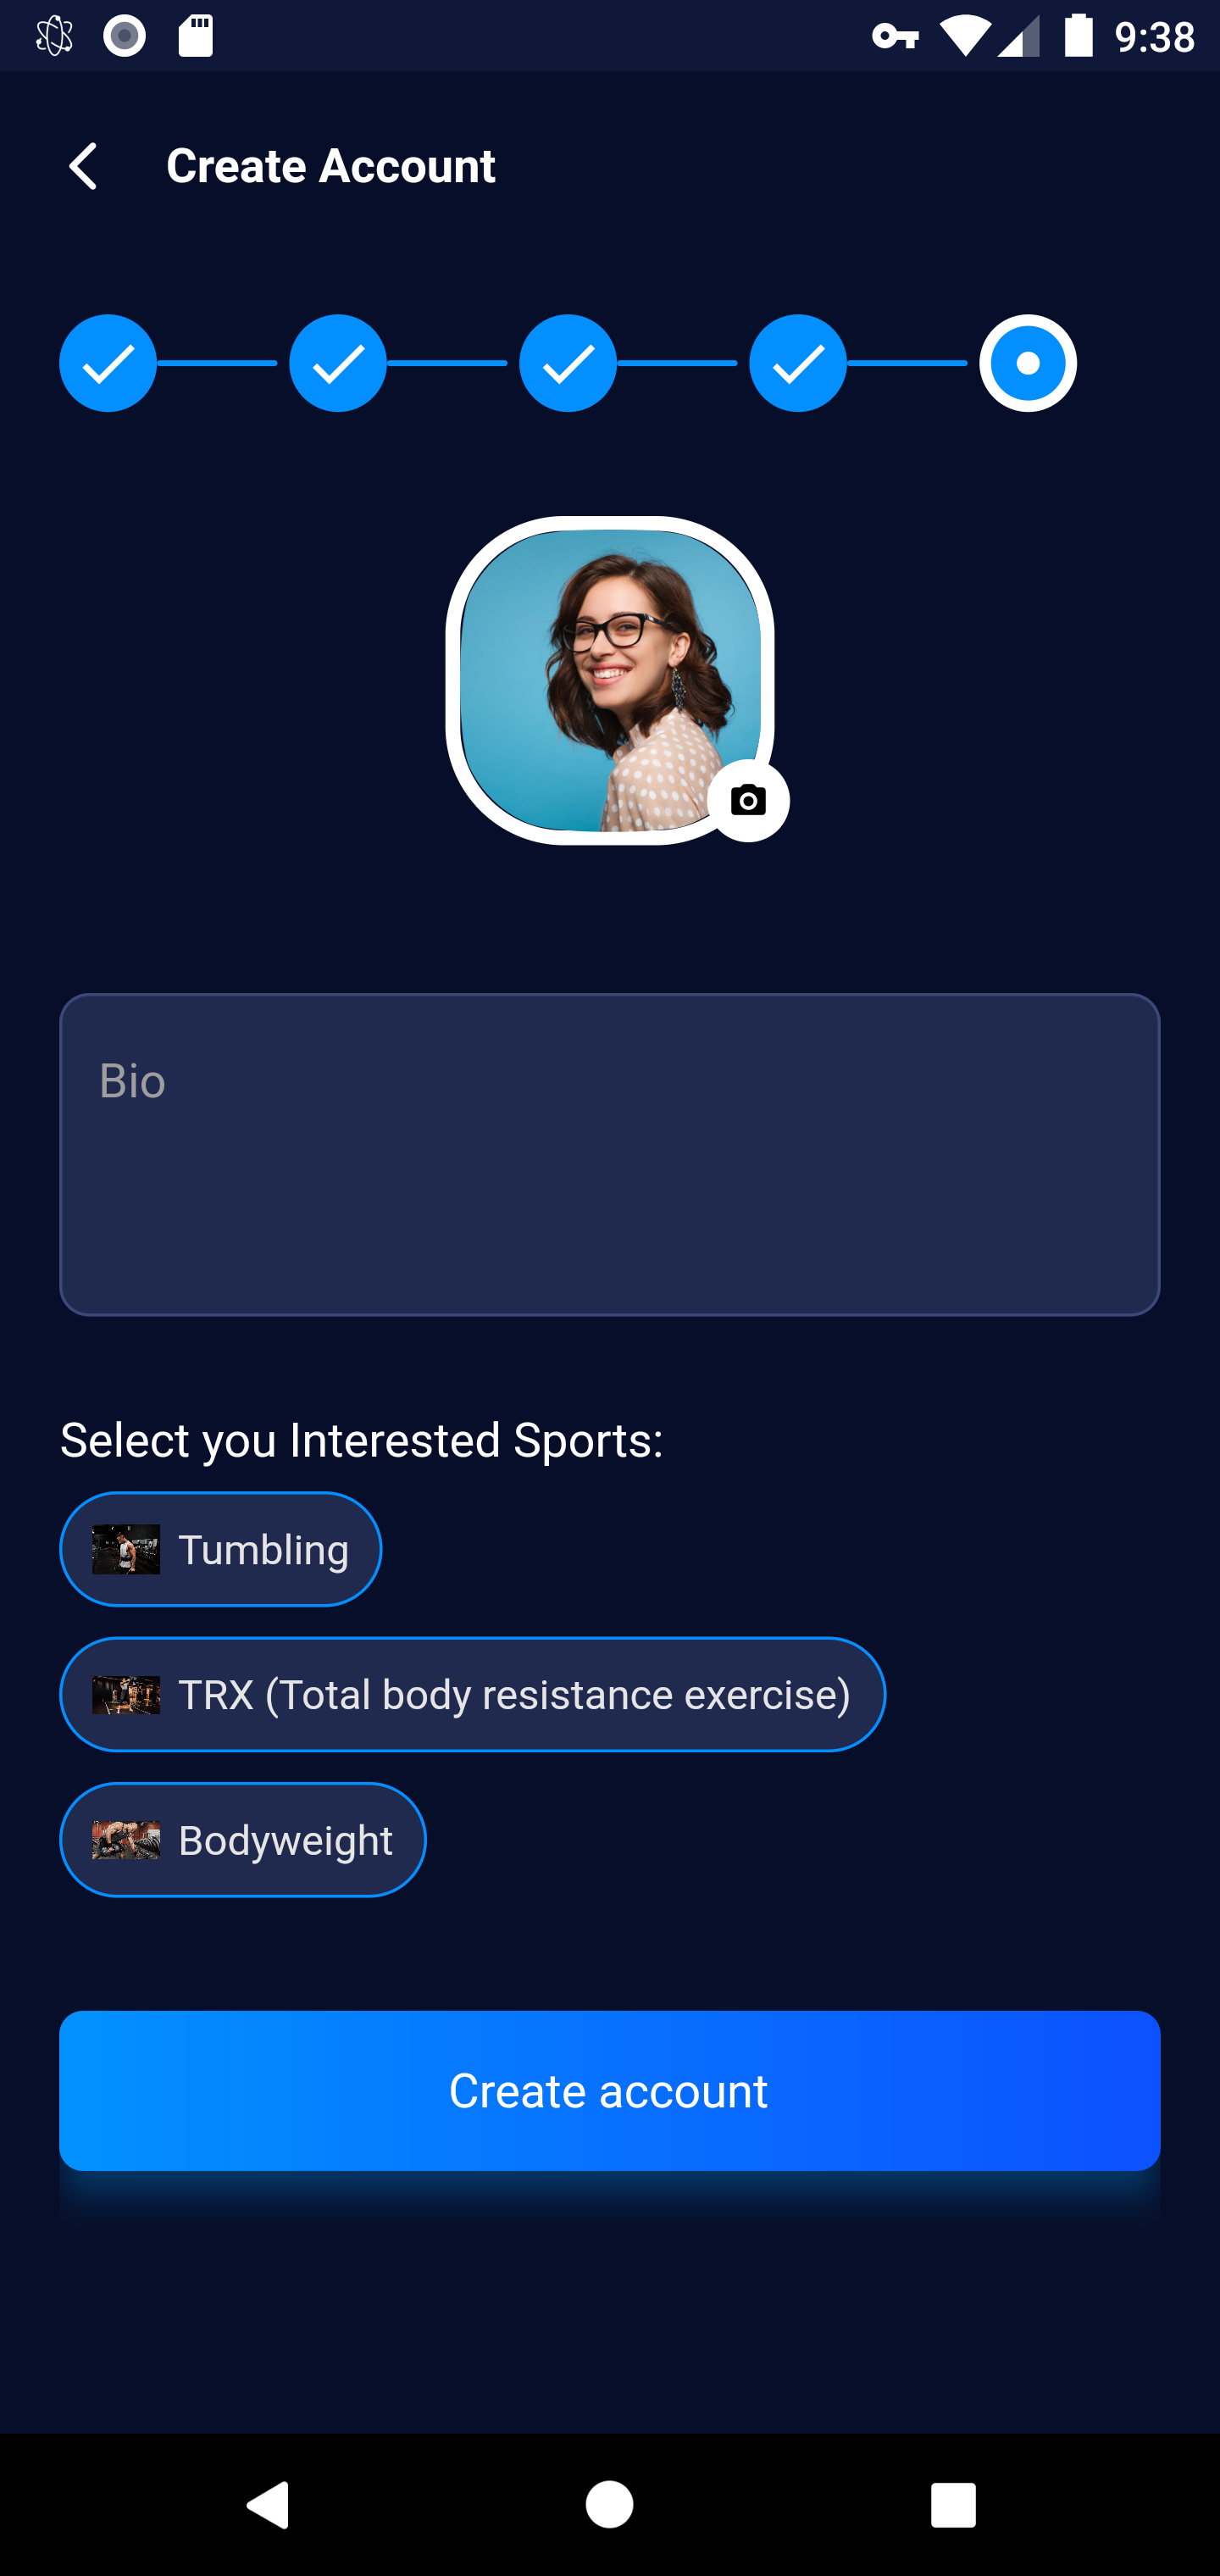 9:38
Create Account
Bio
Select you Interested Sports:
Tumbling
TRX (Total body resistance exercise)
Bodyweight
Create account